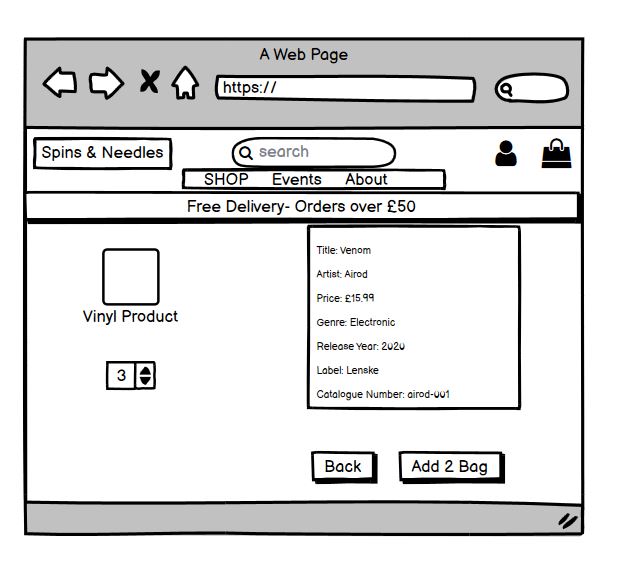 A Web Page
https://
Spins & Needles
search
SHOP Events About
Free Delivery- Orders over £50
Vinyl Product
3
Title: Venom
Artist: Airod
Price: £15.99
Genre: Electronic
Release Year: 2020
Label: Lenske
Catalogue Number: airod-001
Back
Add 2 Bag